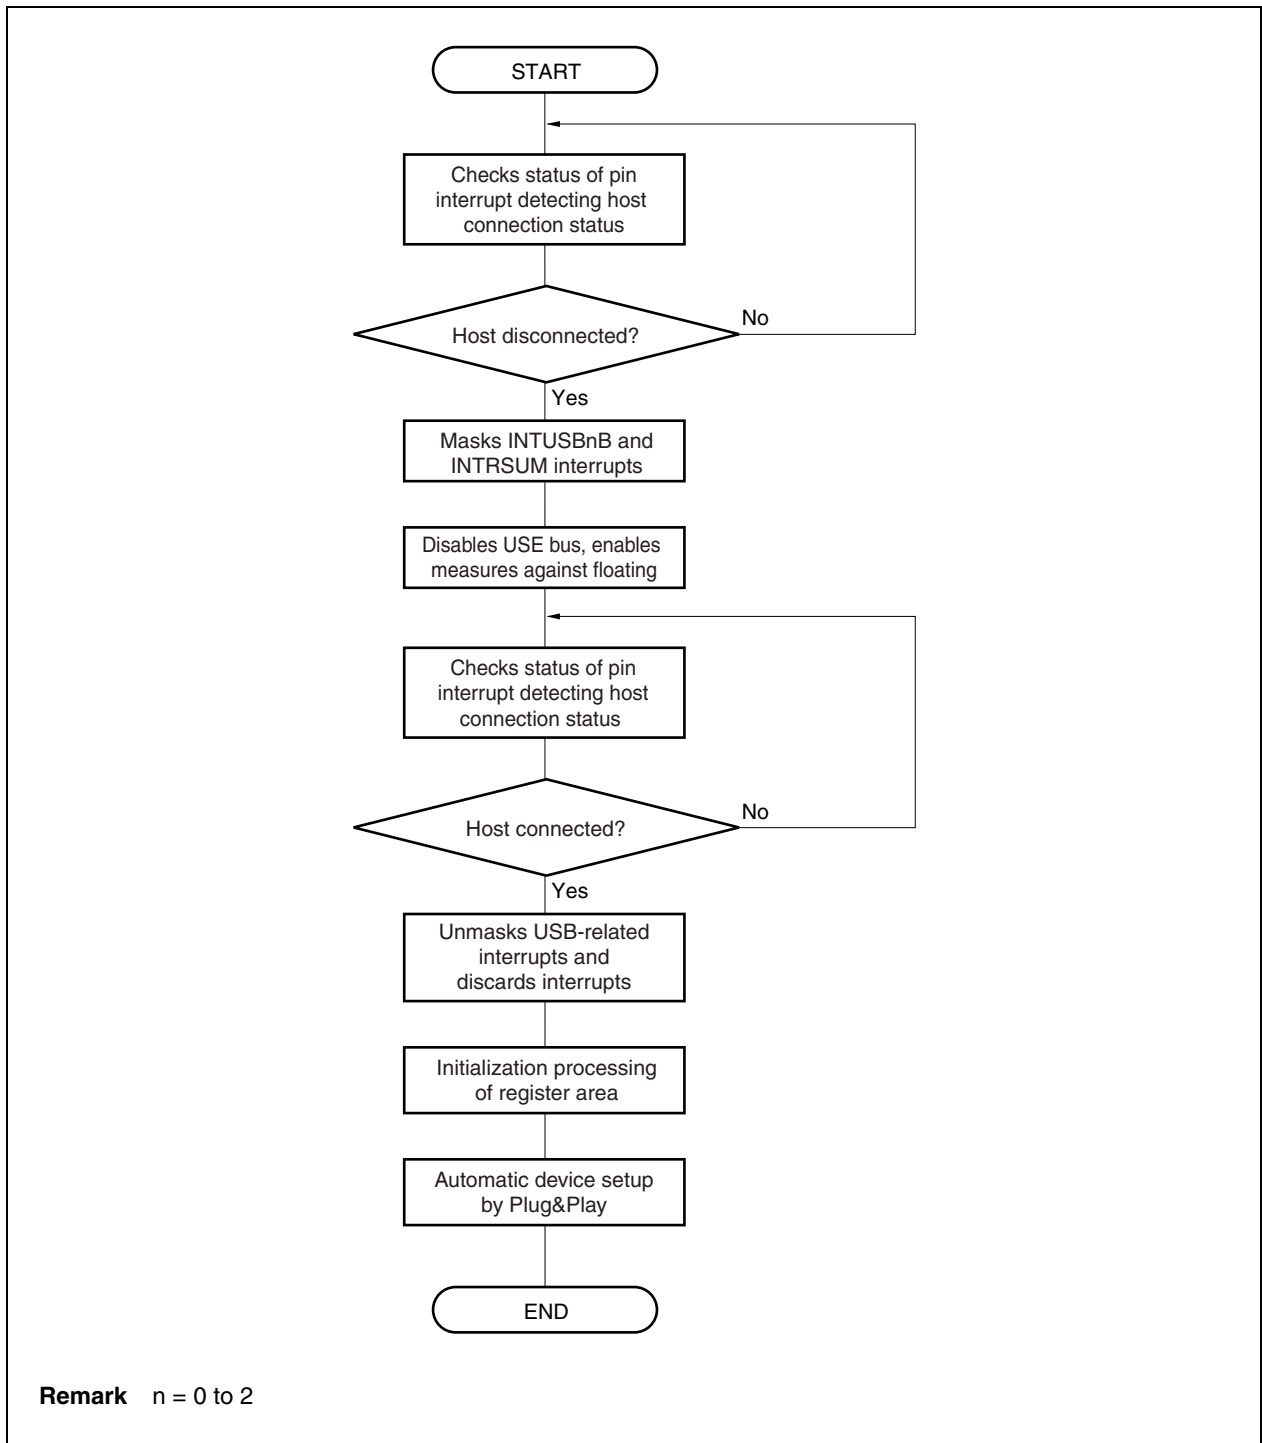 START
Checks status of pin
interrupt detecting host
connection status
Host disconnected?
No
Yes
Masks INTUSBnB and
INTRSUM interrupts
Disables USE bus, enables
measures against floating
Checks status of pin
interrupt detecting host
connection status
Host connected?
No
Yes
Unmasks USB-related
interrupts and
discards interrupts
Initialization processing
of register area
Automatic device setup
by Plug&Play
END
Remark n = 0 to 2